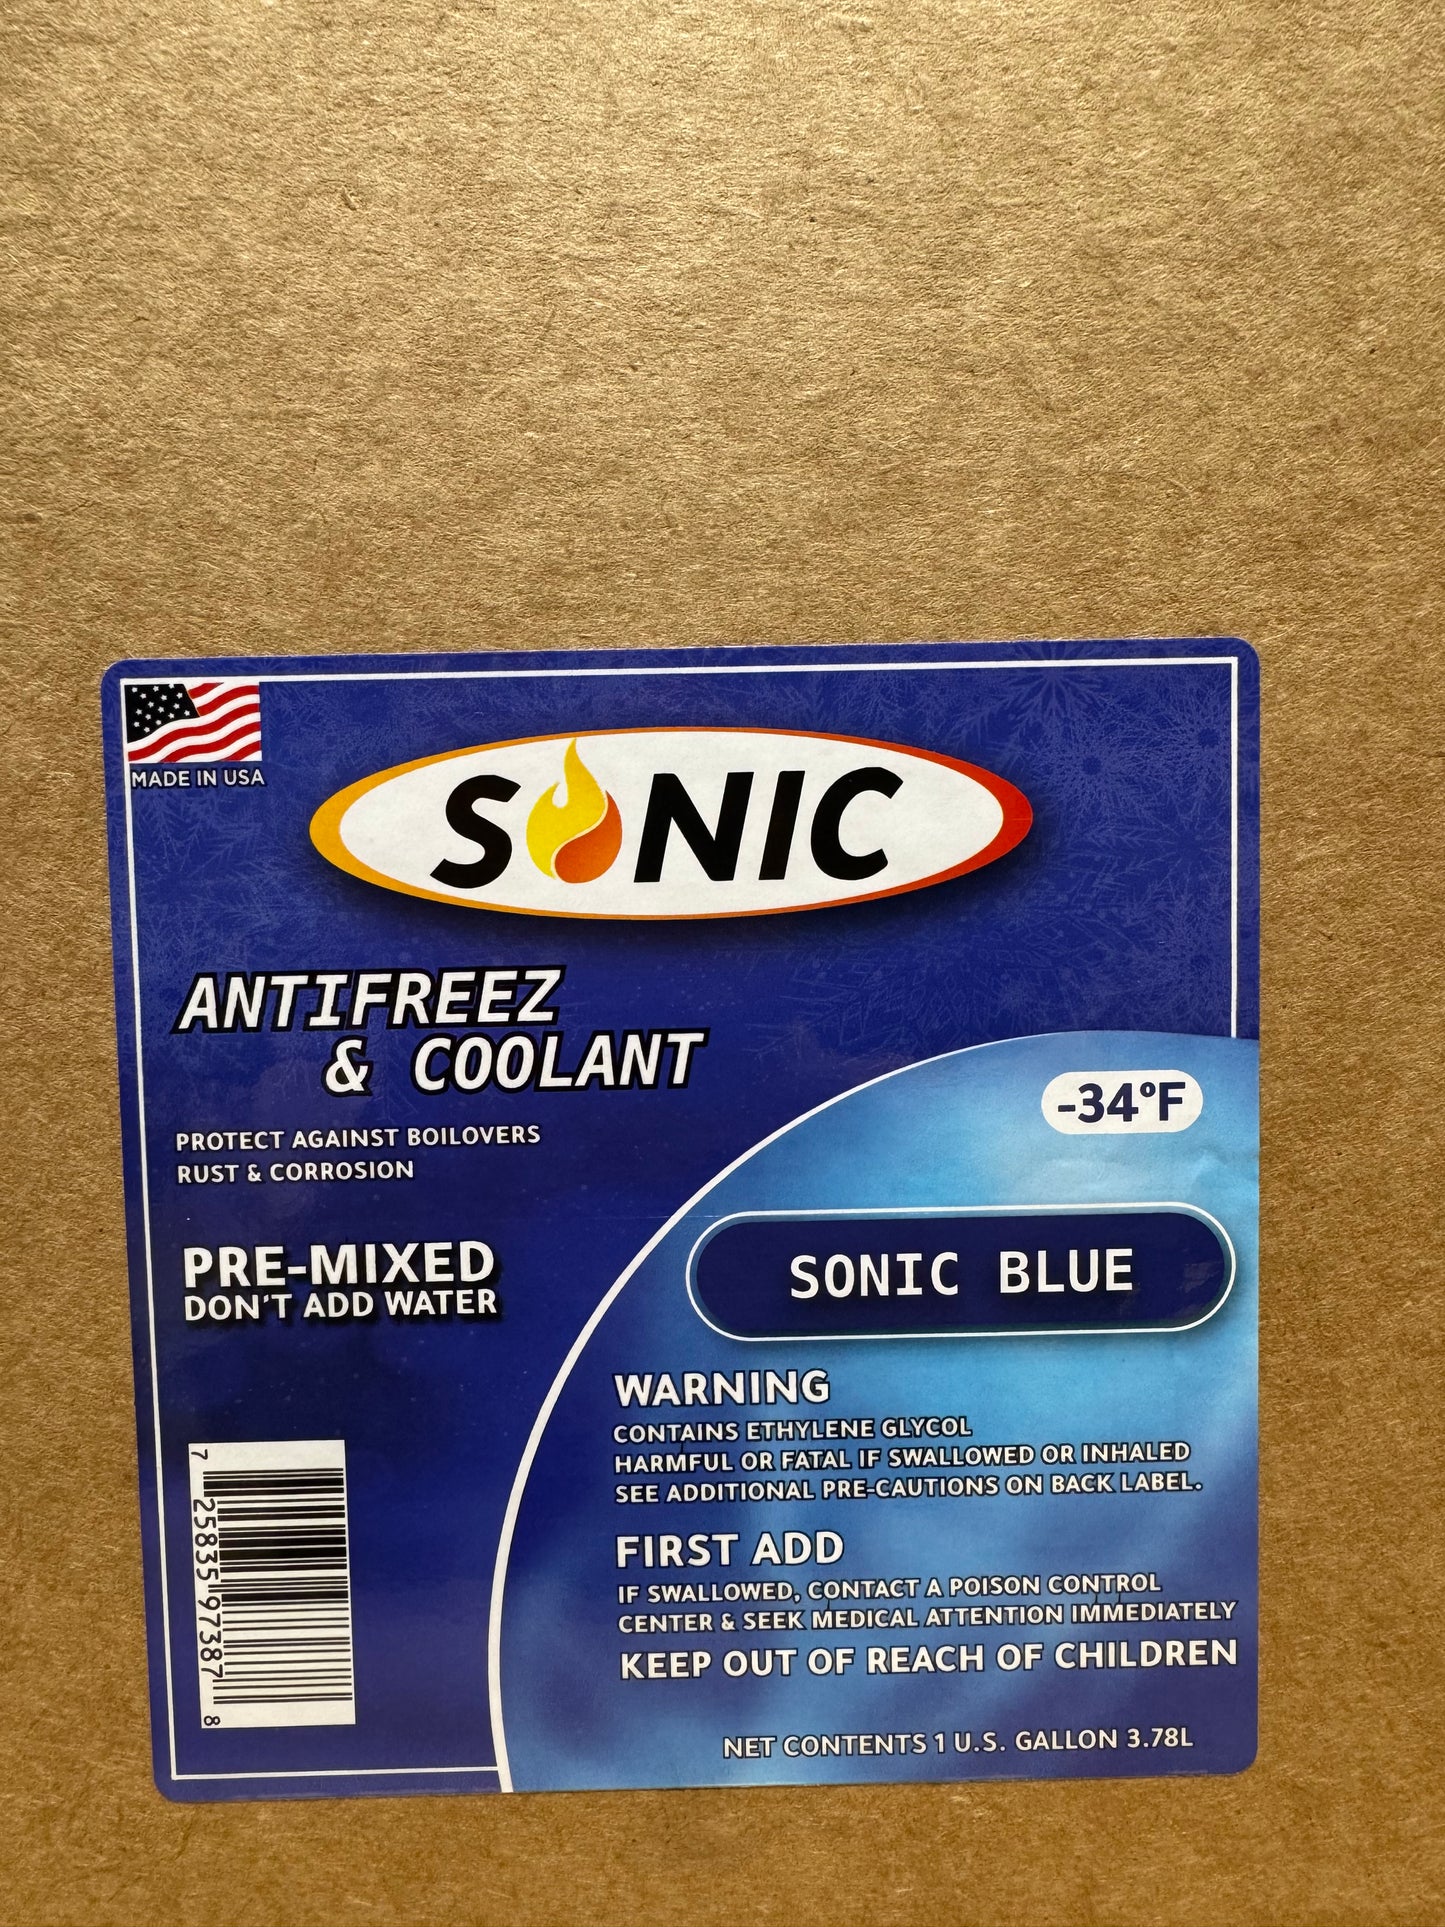 MADE IN USA
SONIC
ANTIFREEZ
& COOLANT
PROTECT AGAINST BOILOVERS
RUST & CORROSION
PRE-MIXED
DON'T ADD WATER
-34°F
SONIC BLUE
WARNING
CONTAINS ETHYLENE GLYCOL
HARMFUL OR FATAL IF SWALLOWED OR INHALED
SEE ADDITIONAL PRE-CAUTIONS ON BACK LABEL.
FIRST ADD
IF SWALLOWED, CONTACT A POISON CONTROL
CENTER & SEEK MEDICAL ATTENTION IMMEDIATELY
KEEP OUT OF REACH OF CHILDREN
NET CONTENTS 1 U.S. GALLON 3.78L
7 25835 97387 8